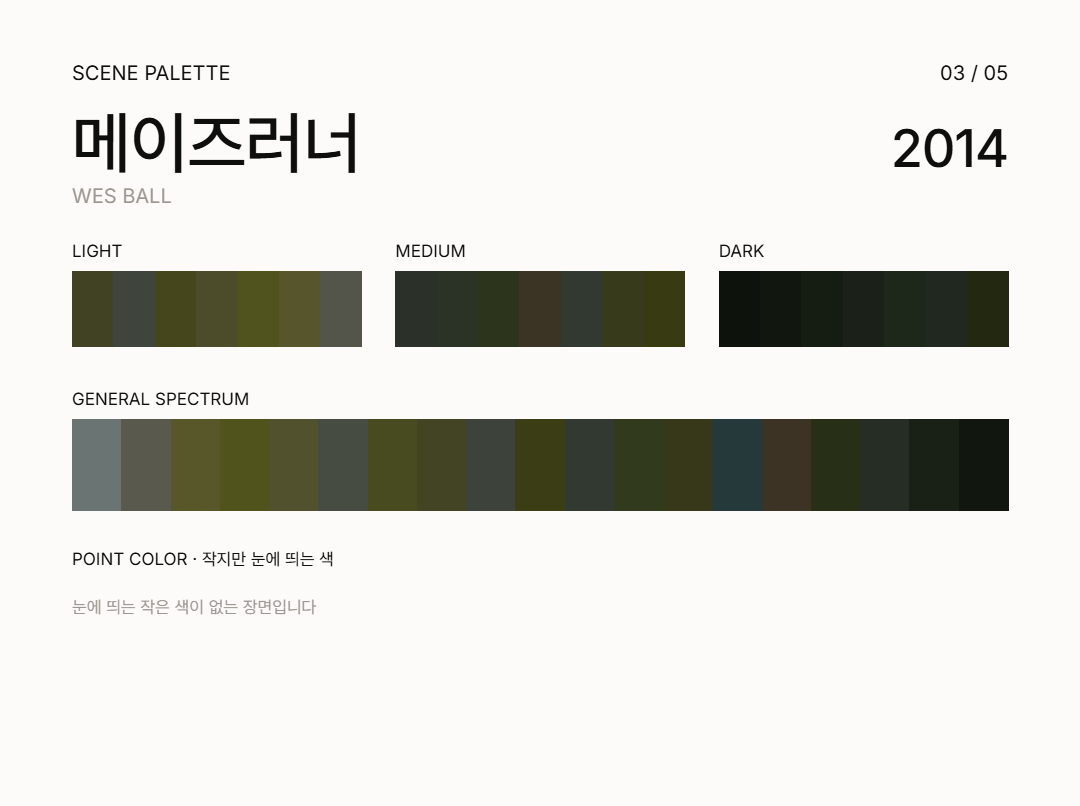 SCENE PALETTE
03 / 05
메이즈러너
2014
WES BALL
LIGHT
MEDIUM
DARK
GENERAL SPECTRUM
POINT COLOR · 작지만 눈에 띄는 색
눈에 띄는 작은 색이 없는 장면입니다